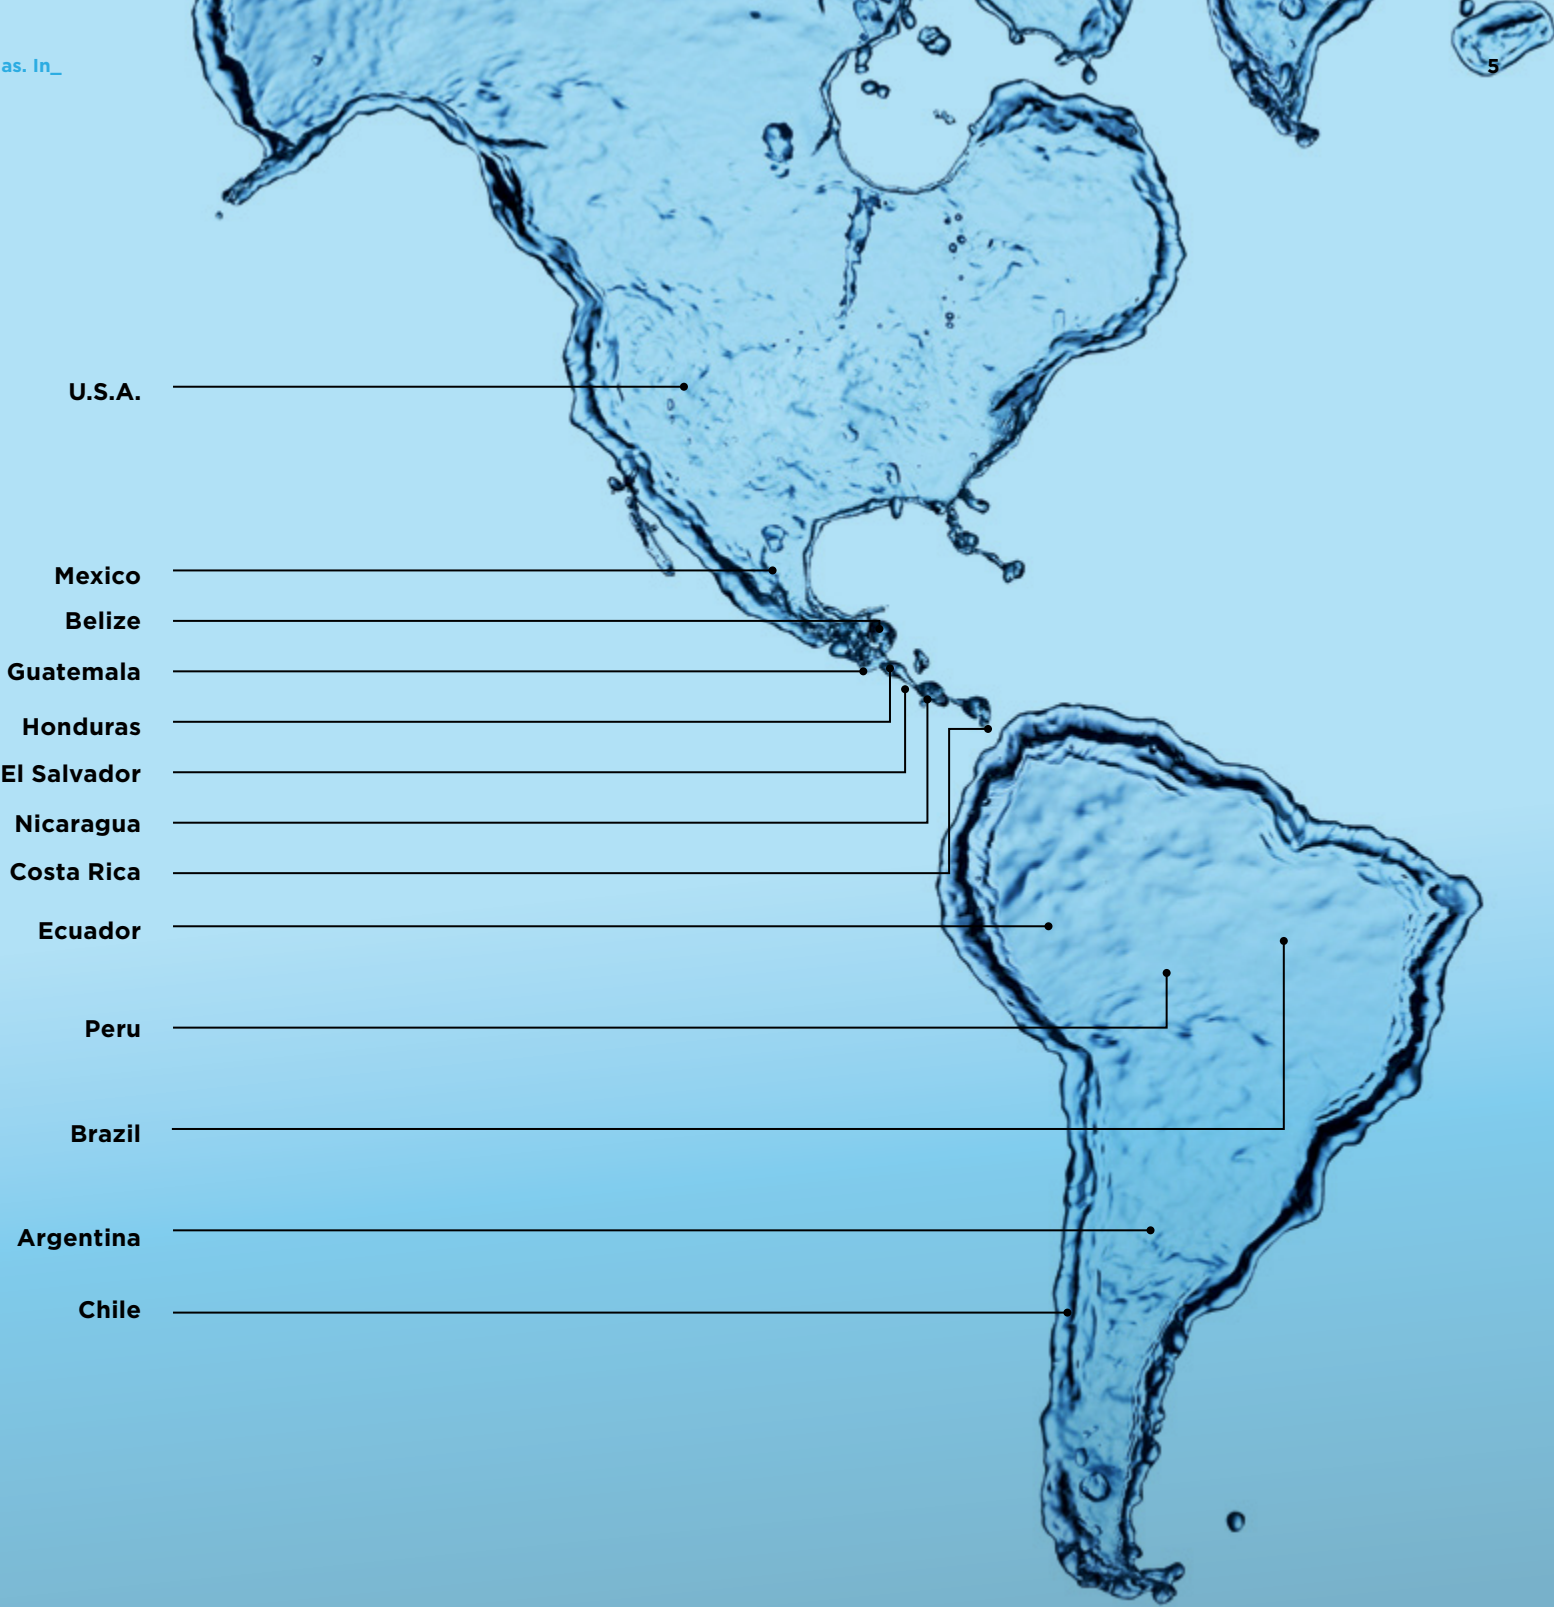 as. In_
5
U.S.A.
Mexico
Belize
Guatemala
Honduras
El Salvador
Nicaragua
Costa Rica
Ecuador
Peru
Brazil
Argentina
Chile